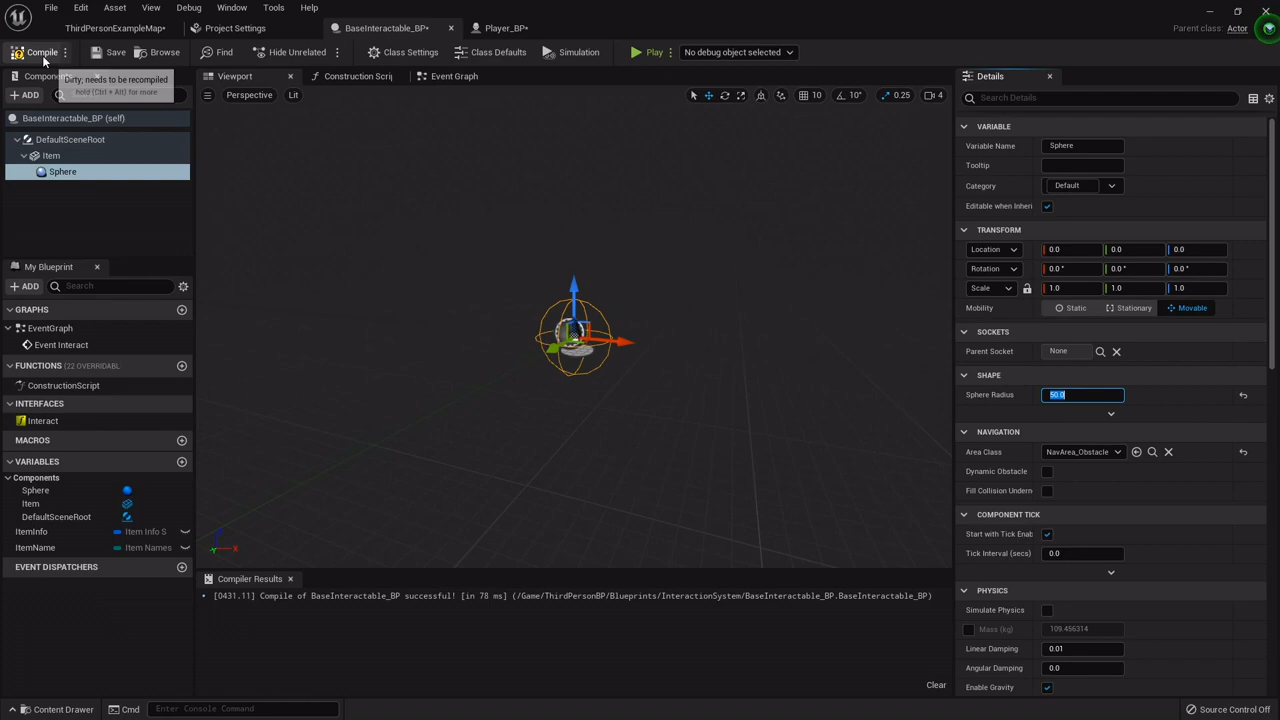 File Edit Asset View Debug Window Tools Help
ThirdPersonExampleMap* Project Settings BaseInteractable_BP* Player_BP* Parent class: Actor
Compile Save Browse Find Hide Unrelated Class Settings Class Defaults Simulation Play No debug object selected
Dirty; needs to be recompiled
hold (Ctrl + Alt) for more
Viewport Construction Scri Event Graph Details
ADD Perspective Lit 10 10° 0.25 4 Search Details
BaseInteractable_BP (self)
DefaultSceneRoot
Item
Sphere
My Blueprint
ADD Search
GRAPHS
EventGraph
Event Interact
FUNCTIONS (22 OVERRIDABL
ConstructionScript
INTERFACES
Interact
MACROS
VARIABLES
Components
Sphere
Item
DefaultSceneRoot
ItemInfo Item Info S
ItemName Item Names
EVENT DISPATCHERS
X
Compiler Results
[0431.11] Compile of BaseInteractable_BP successful! [in 78 ms] (/Game/ThirdPersonBP/Blueprints/InteractionSystem/BaseInteractable_BP.BaseInteractable_BP)
Clear
VARIABLE
Variable Name Sphere
Tooltip
Category Default
Editable when Inheri
TRANSFORM
Location 0.0 0.0 0.0
Rotation 0.0 ° 0.0 ° 0.0 °
Scale 1.0 1.0 1.0
Mobility Static Stationary Movable
SOCKETS
Parent Socket None
SHAPE
Sphere Radius 50.0
NAVIGATION
Area Class NavArea_Obstacle
Dynamic Obstacle
Fill Collision Undern
COMPONENT TICK
Start with Tick Enab
Tick Interval (secs) 0.0
PHYSICS
Simulate Physics
Mass (kg) 109.456314
Linear Damping 0.01
Angular Damping 0.0
Enable Gravity
Content Drawer Cmd Enter Console Command Source Control Off